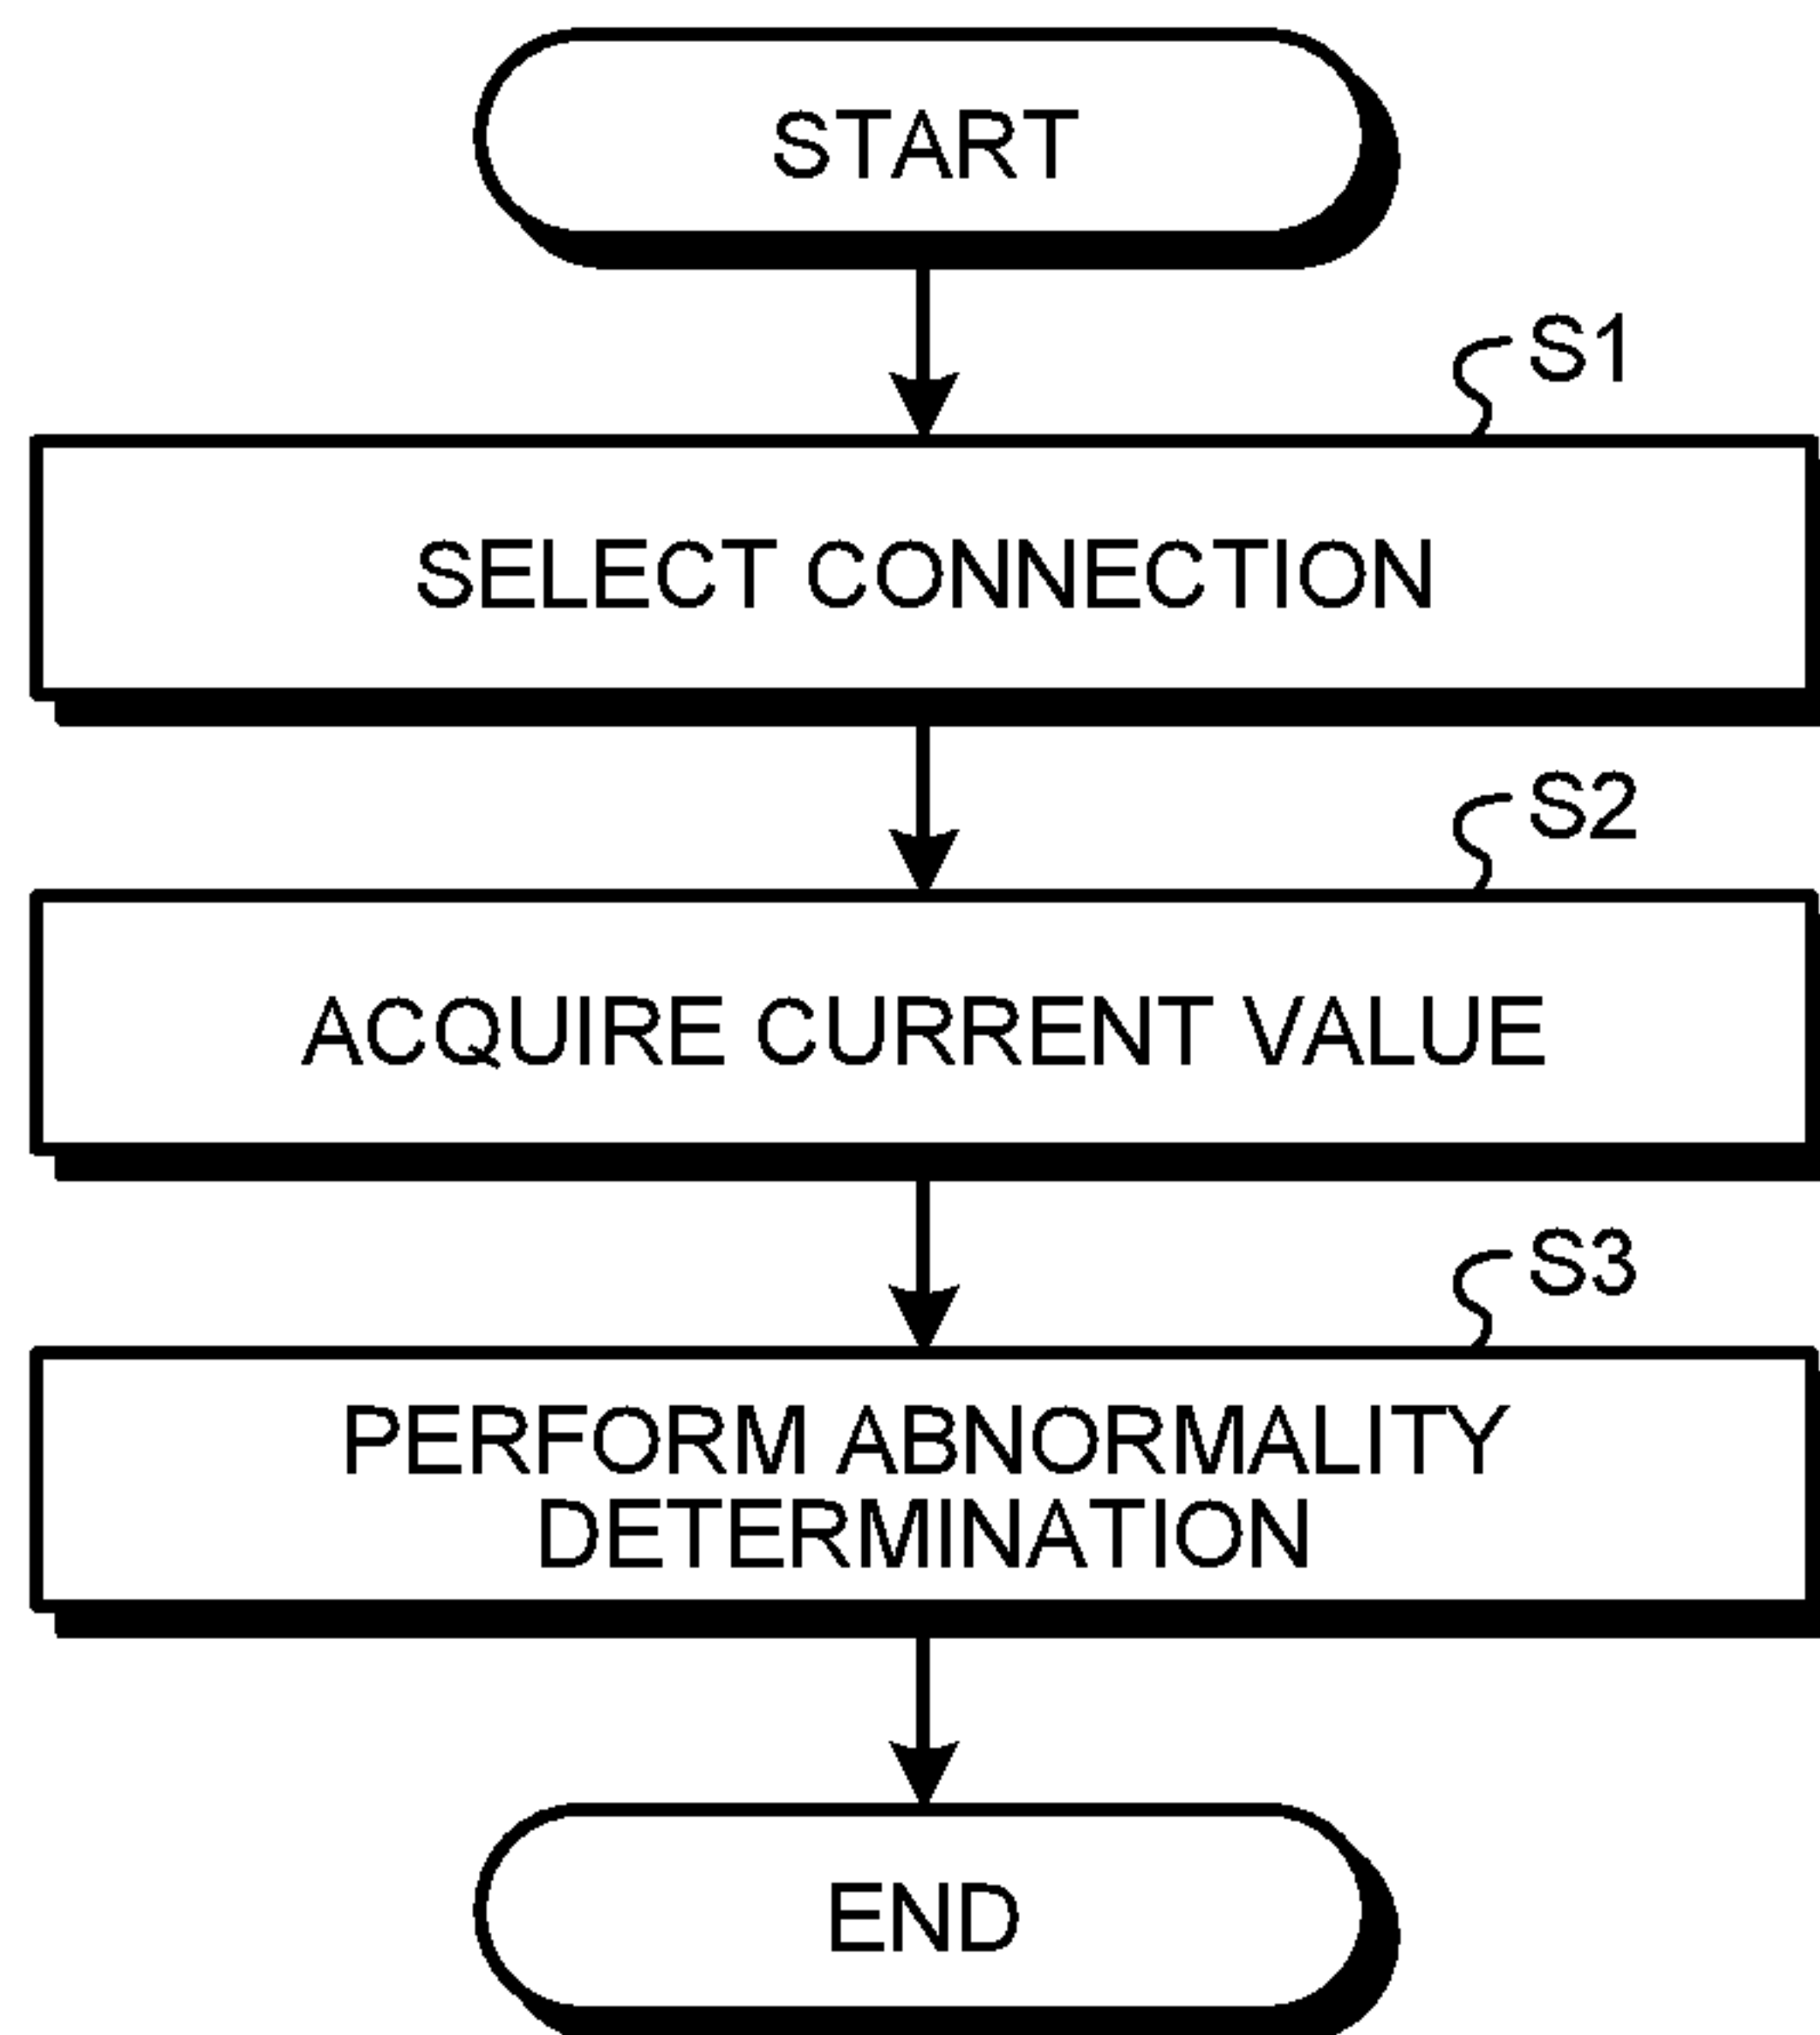 START
S1
SELECT CONNECTION
S2
ACQUIRE CURRENT VALUE
S3
PERFORM ABNORMALITY
DETERMINATION
END